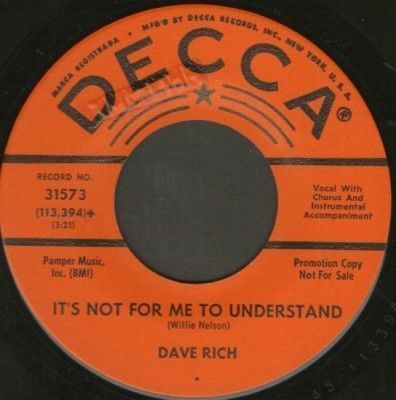 MARCA REGISTRADA • MFG'D BY DECCA RECORDS, INC., NEW YORK, U. S. A.
DECCA®
RECORD NO.
31573
(113,394)+
(3:21)
Vocal With
Chorus And
Instrumental
Accompaniment
Pamper Music,
Inc. (BMI)
Promotion Copy
Not For Sale
IT'S NOT FOR ME TO UNDERSTAND
(Willie Nelson)
DAVE RICH